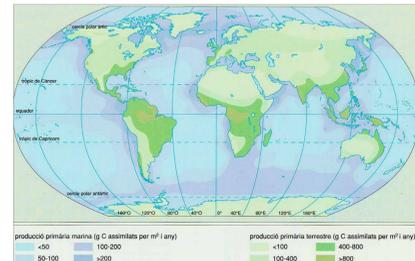 cercle polar àrtic
tròpic de Càncer
equador
tròpic de Capricorn
cercle polar antàrtic
160°O 120°O 80°O 40°O 0° 40°E 80°E 120°E 160°E
producció primària marina (g C assimilats per m² i any)
<50
100-200
50-100
>200
producció primària terrestre (g C assimilats per m² i any)
<100
400-800
100-400
>800